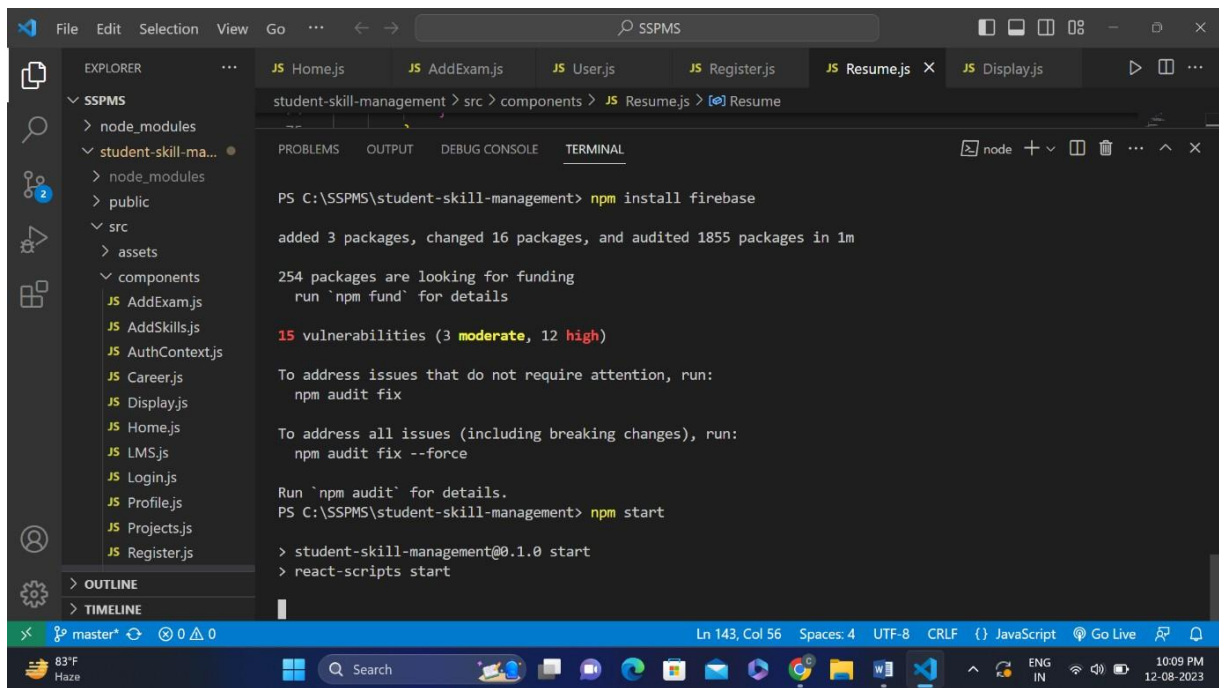 File Edit Selection View Go ··· SSPMS
EXPLORER ···
JS Home.js JS AddExam.js JS User.js JS Register.js JS Resume.js JS Display.js ···
SSPMS
student-skill-management > src > components > JS Resume.js > Resume
> node_modules
student-skill-ma...
> node_modules
> public
src
> assets
components
JS AddExam.js
JS AddSkills.js
JS AuthContext.js
JS Career.js
JS Display.js
JS Home.js
JS LMS.js
JS Login.js
JS Profile.js
JS Projects.js
JS Register.js
> OUTLINE
> TIMELINE
2
PROBLEMS OUTPUT DEBUG CONSOLE TERMINAL node ···
PS C:\SSPMS\student-skill-management> npm install firebase
added 3 packages, changed 16 packages, and audited 1855 packages in 1m
254 packages are looking for funding
run `npm fund` for details
15 vulnerabilities (3 moderate, 12 high)
To address issues that do not require attention, run:
npm audit fix
To address all issues (including breaking changes), run:
npm audit fix --force
Run `npm audit` for details.
PS C:\SSPMS\student-skill-management> npm start
> student-skill-management@0.1.0 start
> react-scripts start
master* 0 0 Ln 143, Col 56 Spaces: 4 UTF-8 CRLF {} JavaScript Go Live
83°F
Haze
Search
ENG
IN
10:09 PM
12-08-2023